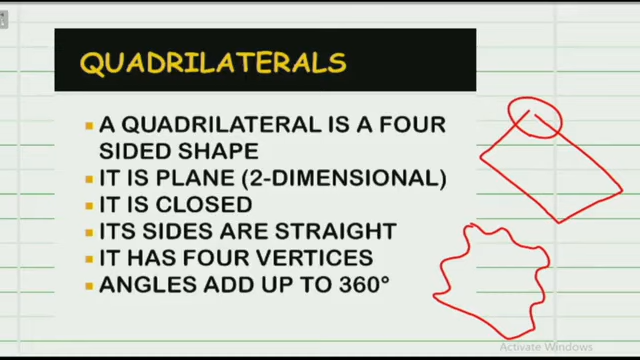 QUADRILATERALS
A QUADRILATERAL IS A FOUR
SIDED SHAPE
IT IS PLANE (2-DIMENSIONAL)
IT IS CLOSED
ITS SIDES ARE STRAIGHT
IT HAS FOUR VERTICES
ANGLES ADD UP TO 360°
Activate Windows